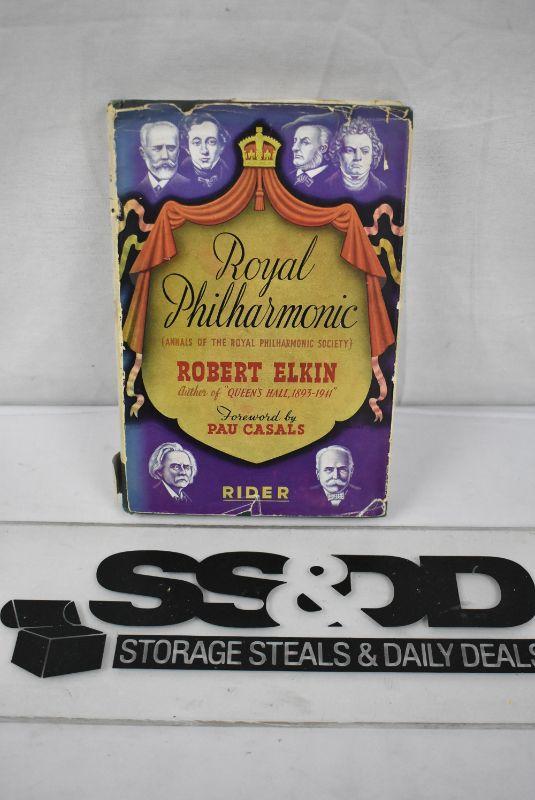 Royal
Philharmonic
(ANNALS OF THE ROYAL PHILHARMONIC SOCIETY)
ROBERT ELKIN
Author of "QUEEN'S HALL, 1893-1941"
Foreword by
PAU CASALS
RIDER
SS&DD
STORAGE STEALS & DAILY DEALS